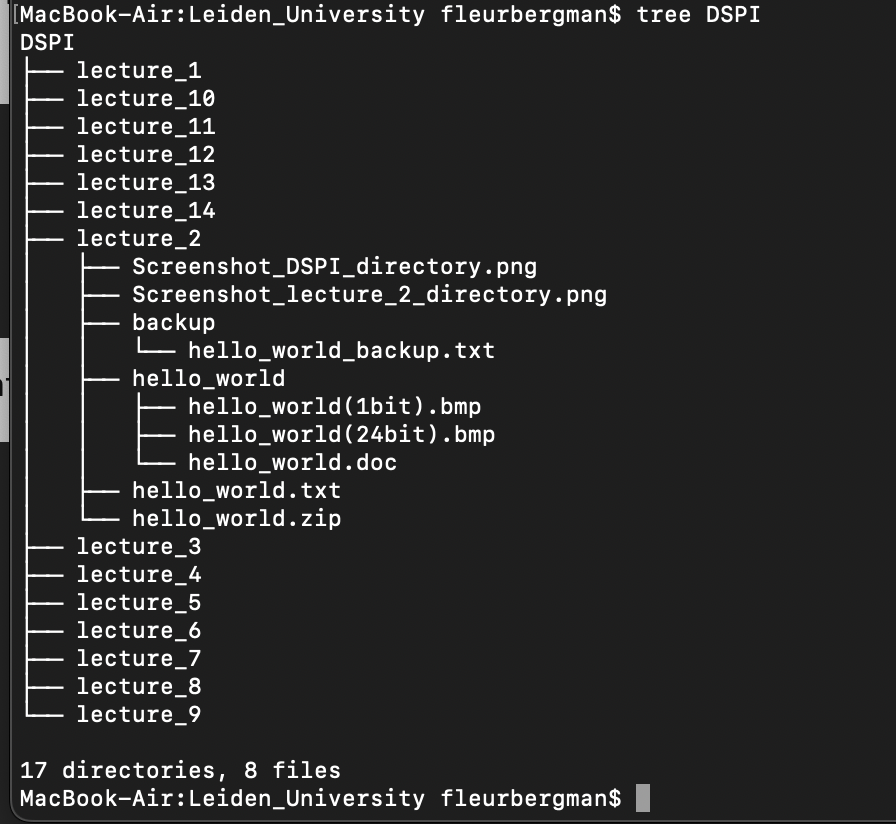 [MacBook-Air:Leiden_University fleurbergman$ tree DSPI
DSPI
├── lecture_1
├── lecture_10
├── lecture_11
├── lecture_12
├── lecture_13
├── lecture_14
├── lecture_2
│   ├── Screenshot_DSPI_directory.png
│   ├── Screenshot_lecture_2_directory.png
│   ├── backup
│   │   └── hello_world_backup.txt
│   ├── hello_world
│   │   ├── hello_world(1bit).bmp
│   │   ├── hello_world(24bit).bmp
│   │   └── hello_world.doc
│   ├── hello_world.txt
│   └── hello_world.zip
├── lecture_3
├── lecture_4
├── lecture_5
├── lecture_6
├── lecture_7
├── lecture_8
└── lecture_9

17 directories, 8 files
MacBook-Air:Leiden_University fleurbergman$